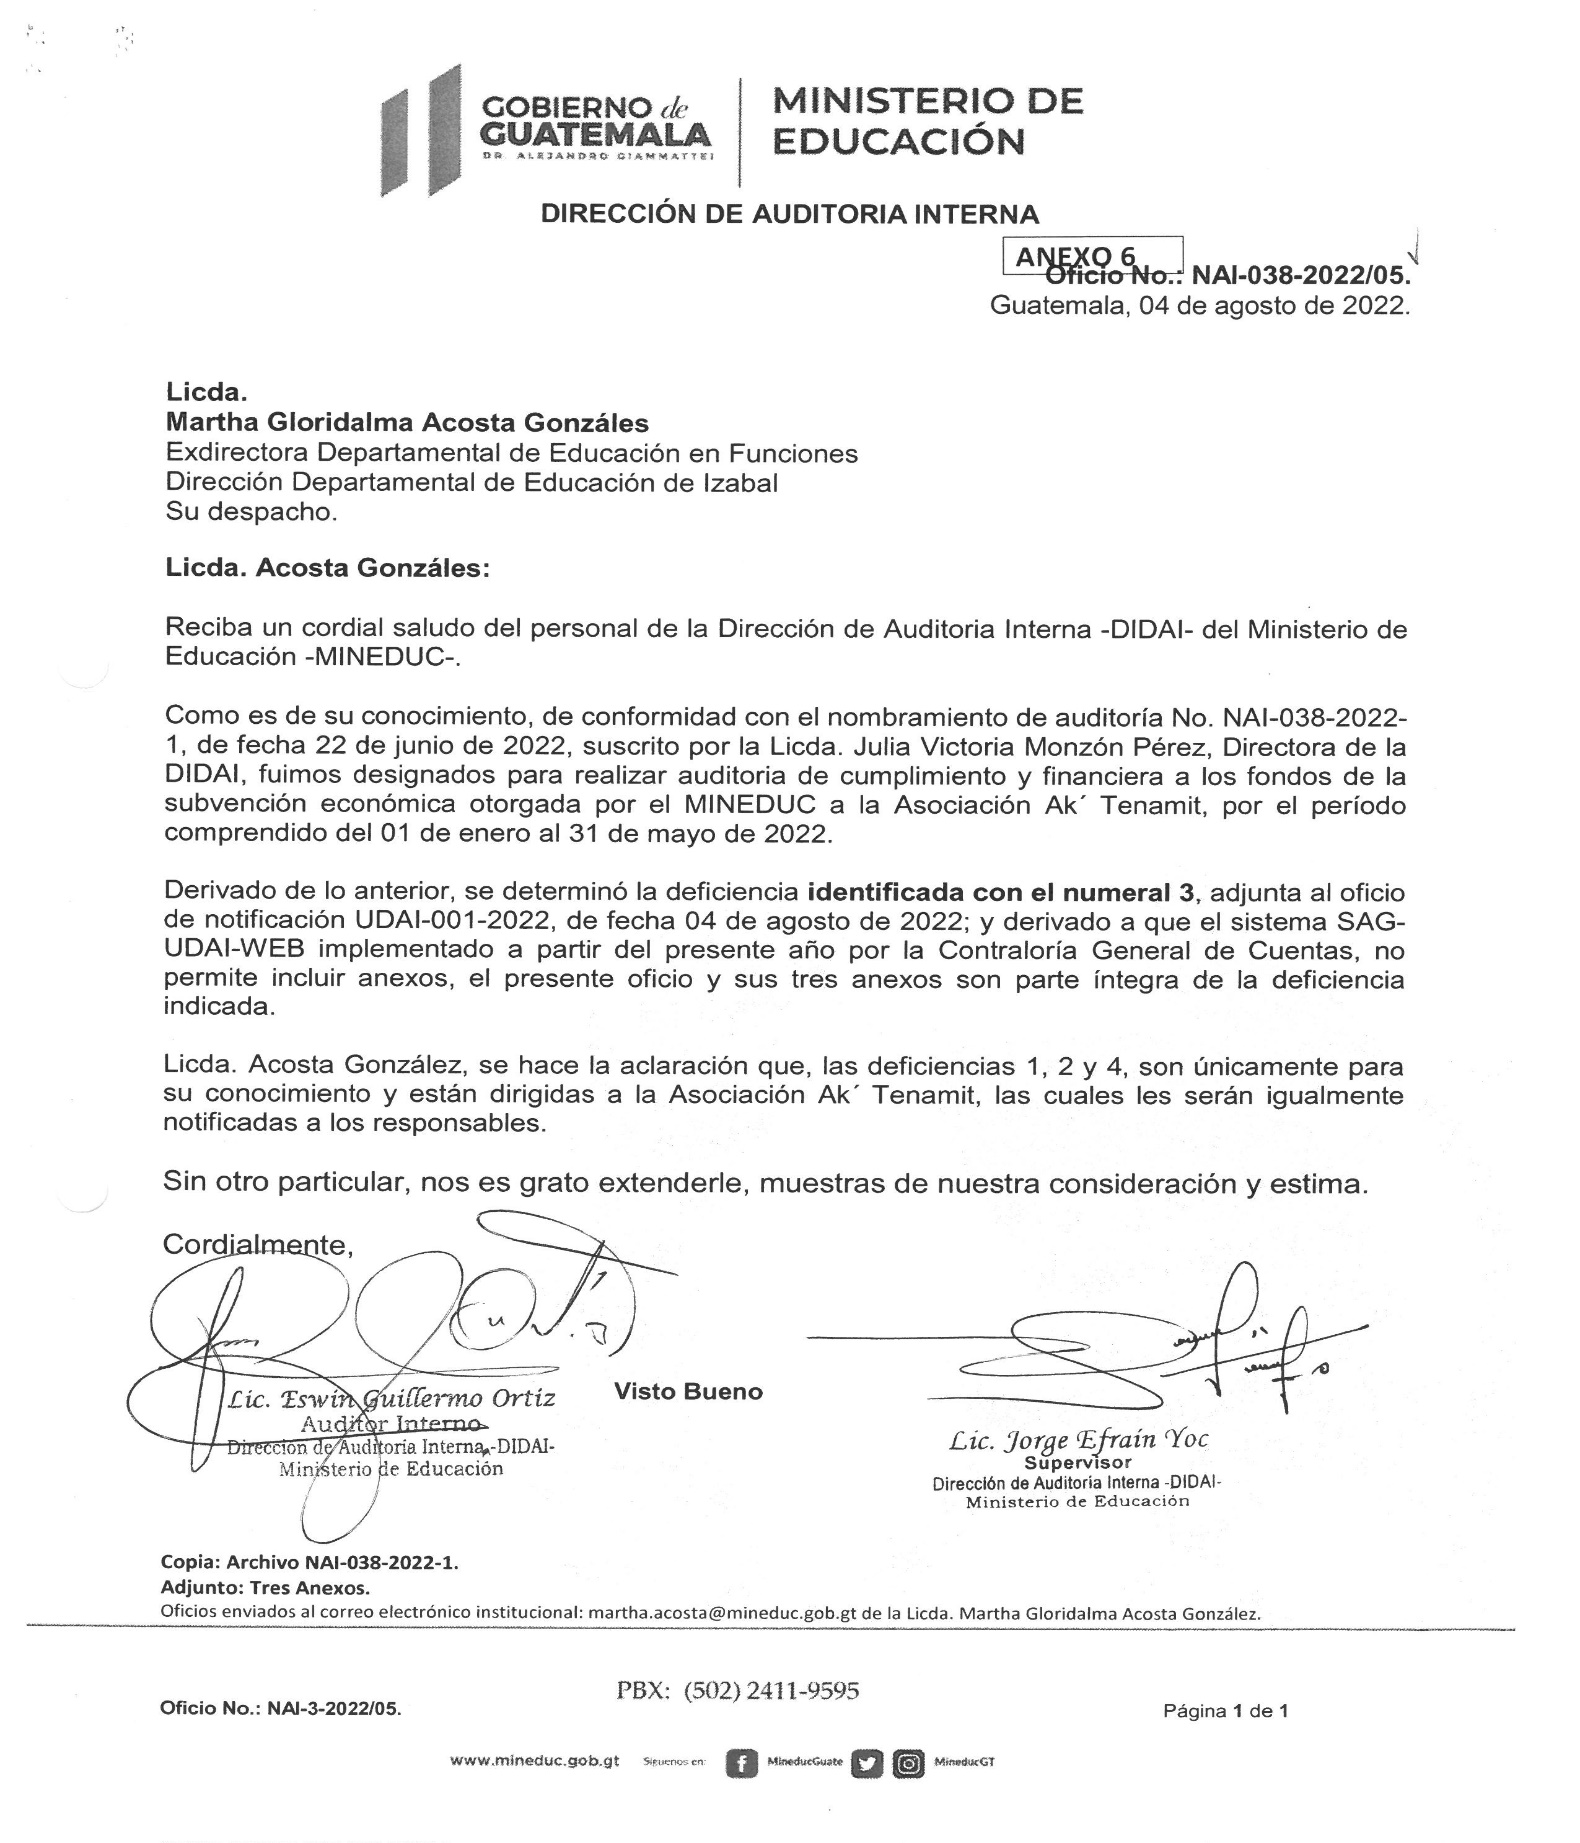 GOBIERNO de
GUATEMALA
DR. ALEJANDRO GIAMMATTEI
MINISTERIO DE
EDUCACIÓN
DIRECCIÓN DE AUDITORIA INTERNA
ANEXO 6
Oficio No.: NAI-038-2022/05.
Guatemala, 04 de agosto de 2022.
Licda.
Martha Gloridalma Acosta Gonzáles
Exdirectora Departamental de Educación en Funciones
Dirección Departamental de Educación de Izabal
Su despacho.
Licda. Acosta Gonzáles:
Reciba un cordial saludo del personal de la Dirección de Auditoria Interna -DIDAI- del Ministerio de
Educación -MINEDUC-.
Como es de su conocimiento, de conformidad con el nombramiento de auditoría No. NAI-038-2022-
1, de fecha 22 de junio de 2022, suscrito por la Licda. Julia Victoria Monzón Pérez, Directora de la
DIDAI, fuimos designados para realizar auditoria de cumplimiento y financiera a los fondos de la
subvención económica otorgada por el MINEDUC a la Asociación Ak´ Tenamit, por el período
comprendido del 01 de enero al 31 de mayo de 2022.
Derivado de lo anterior, se determinó la deficiencia identificada con el numeral 3, adjunta al oficio
de notificación UDAI-001-2022, de fecha 04 de agosto de 2022; y derivado a que el sistema SAG-
UDAI-WEB implementado a partir del presente año por la Contraloría General de Cuentas, no
permite incluir anexos, el presente oficio y sus tres anexos son parte íntegra de la deficiencia
indicada.
Licda. Acosta González, se hace la aclaración que, las deficiencias 1, 2 y 4, son únicamente para
su conocimiento y están dirigidas a la Asociación Ak´ Tenamit, las cuales les serán igualmente
notificadas a los responsables.
Sin otro particular, nos es grato extenderle, muestras de nuestra consideración y estima.
Cordialmente,
Lic. Eswin Guillermo Ortiz
Auditor Interno
Dirección de Auditoria Interna -DIDAI-
Ministerio de Educación
Visto Bueno
Lic. Jorge Efraín Yoc
Supervisor
Dirección de Auditoria Interna -DIDAI-
Ministerio de Educación
Copia: Archivo NAI-038-2022-1.
Adjunto: Tres Anexos.
Oficios enviados al correo electrónico institucional: martha.acosta@mineduc.gob.gt de la Licda. Martha Gloridalma Acosta González.
PBX: (502) 2411-9595
Oficio No.: NAI-3-2022/05.
Página 1 de 1
www.mineduc.gob.gt Síguenos en: MineducGuate MineducGT